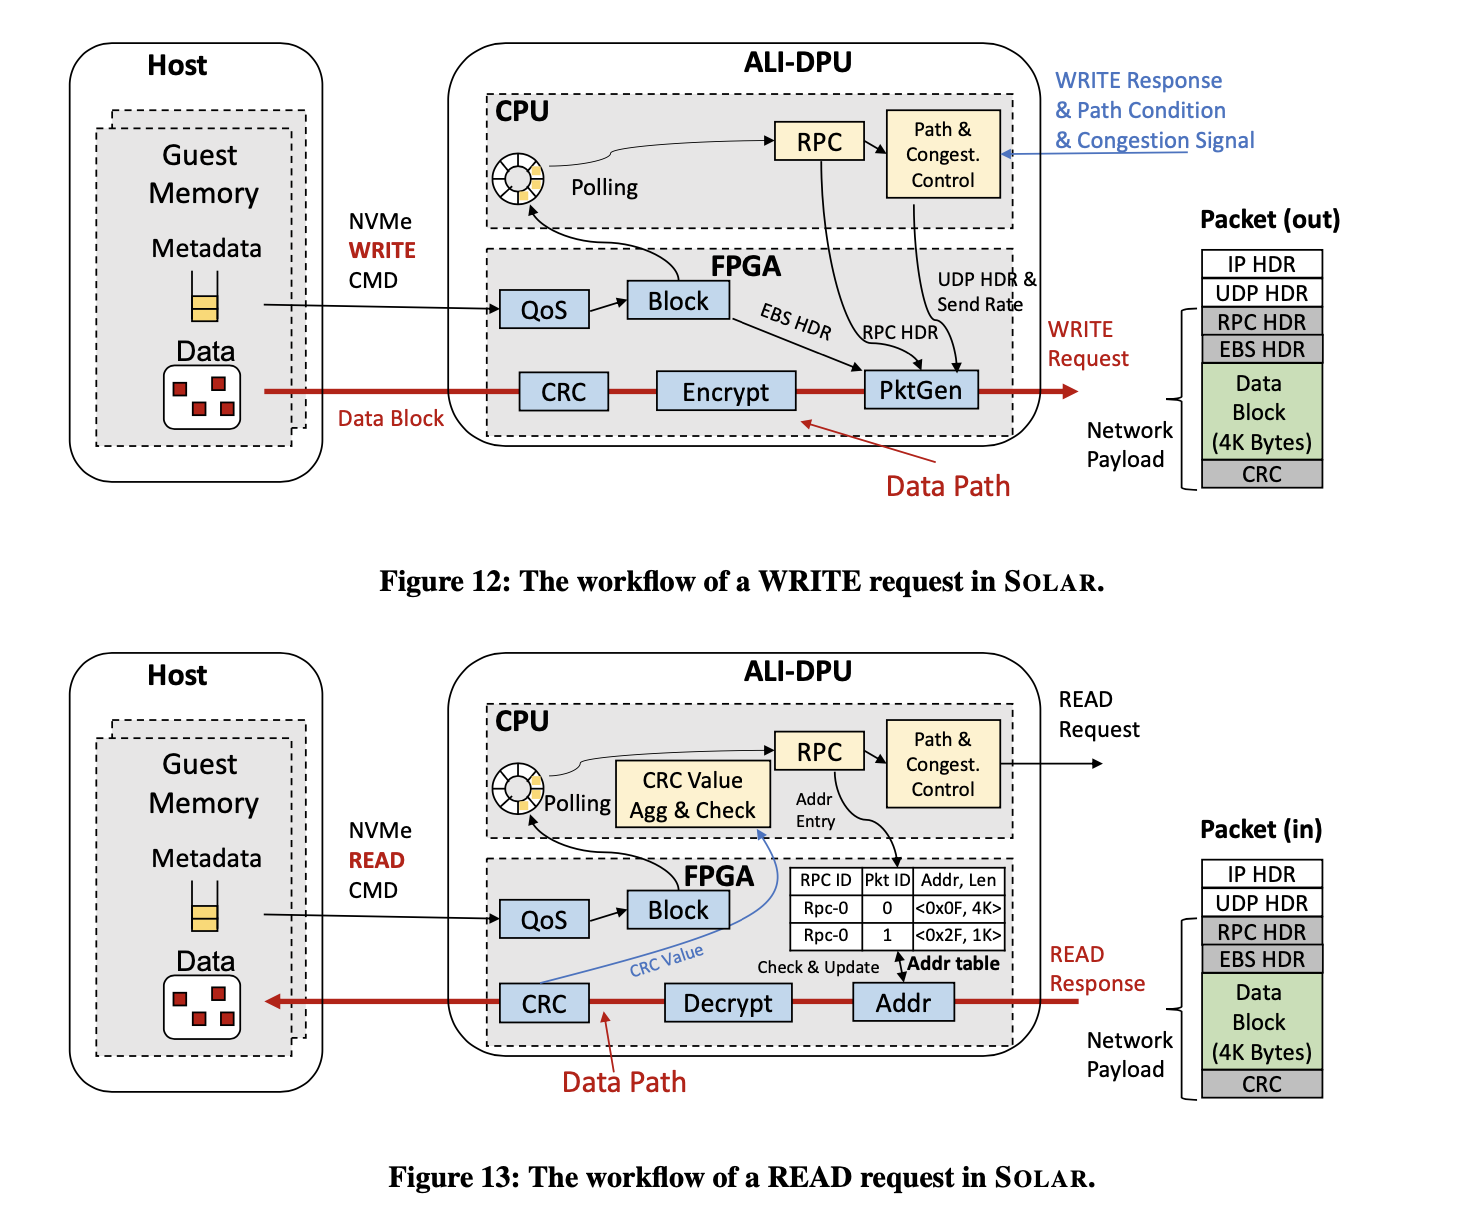 Host
Guest
Memory
Metadata
Data
NVMe
WRITE
CMD
Data Block
ALI-DPU
CPU
Polling
RPC
Path &
Congest.
Control
FPGA
QoS
Block
EBS HDR
RPC HDR
UDP HDR &
Send Rate
CRC
Encrypt
PktGen
Data Path
WRITE Response
& Path Condition
& Congestion Signal
WRITE
Request
Packet (out)
IP HDR
UDP HDR
RPC HDR
EBS HDR
Data
Block
(4K Bytes)
CRC
Network
Payload
Figure 12: The workflow of a WRITE request in SOLAR.
Host
Guest
Memory
Metadata
Data
NVMe
READ
CMD
ALI-DPU
CPU
Polling
CRC Value
Agg & Check
RPC
Path &
Congest.
Control
Addr
Entry
FPGA
QoS
Block
CRC Value
RPC ID Pkt ID Addr, Len
Rpc-0 0 <0x0F, 4K>
Rpc-0 1 <0x2F, 1K>
Check & Update
Addr table
CRC
Decrypt
Addr
Data Path
READ
Request
READ
Response
Packet (in)
IP HDR
UDP HDR
RPC HDR
EBS HDR
Data
Block
(4K Bytes)
CRC
Network
Payload
Figure 13: The workflow of a READ request in SOLAR.